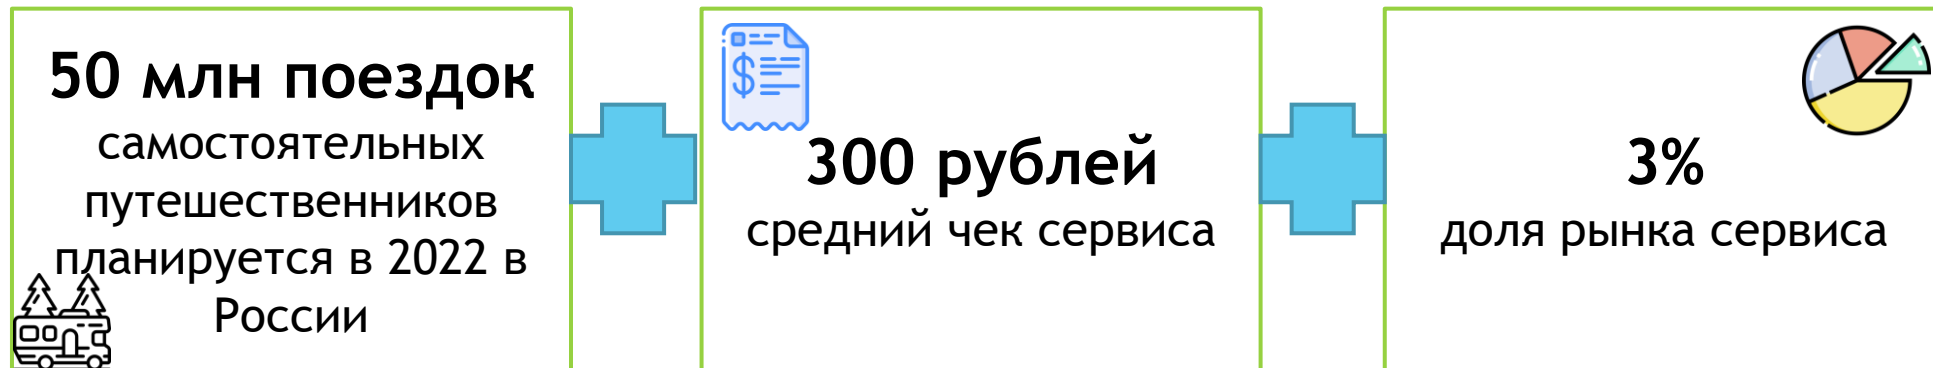 50 млн поездок
самостоятельных
путешественников
планируется в 2022 в
России
$
300 рублей
средний чек сервиса
3%
доля рынка сервиса